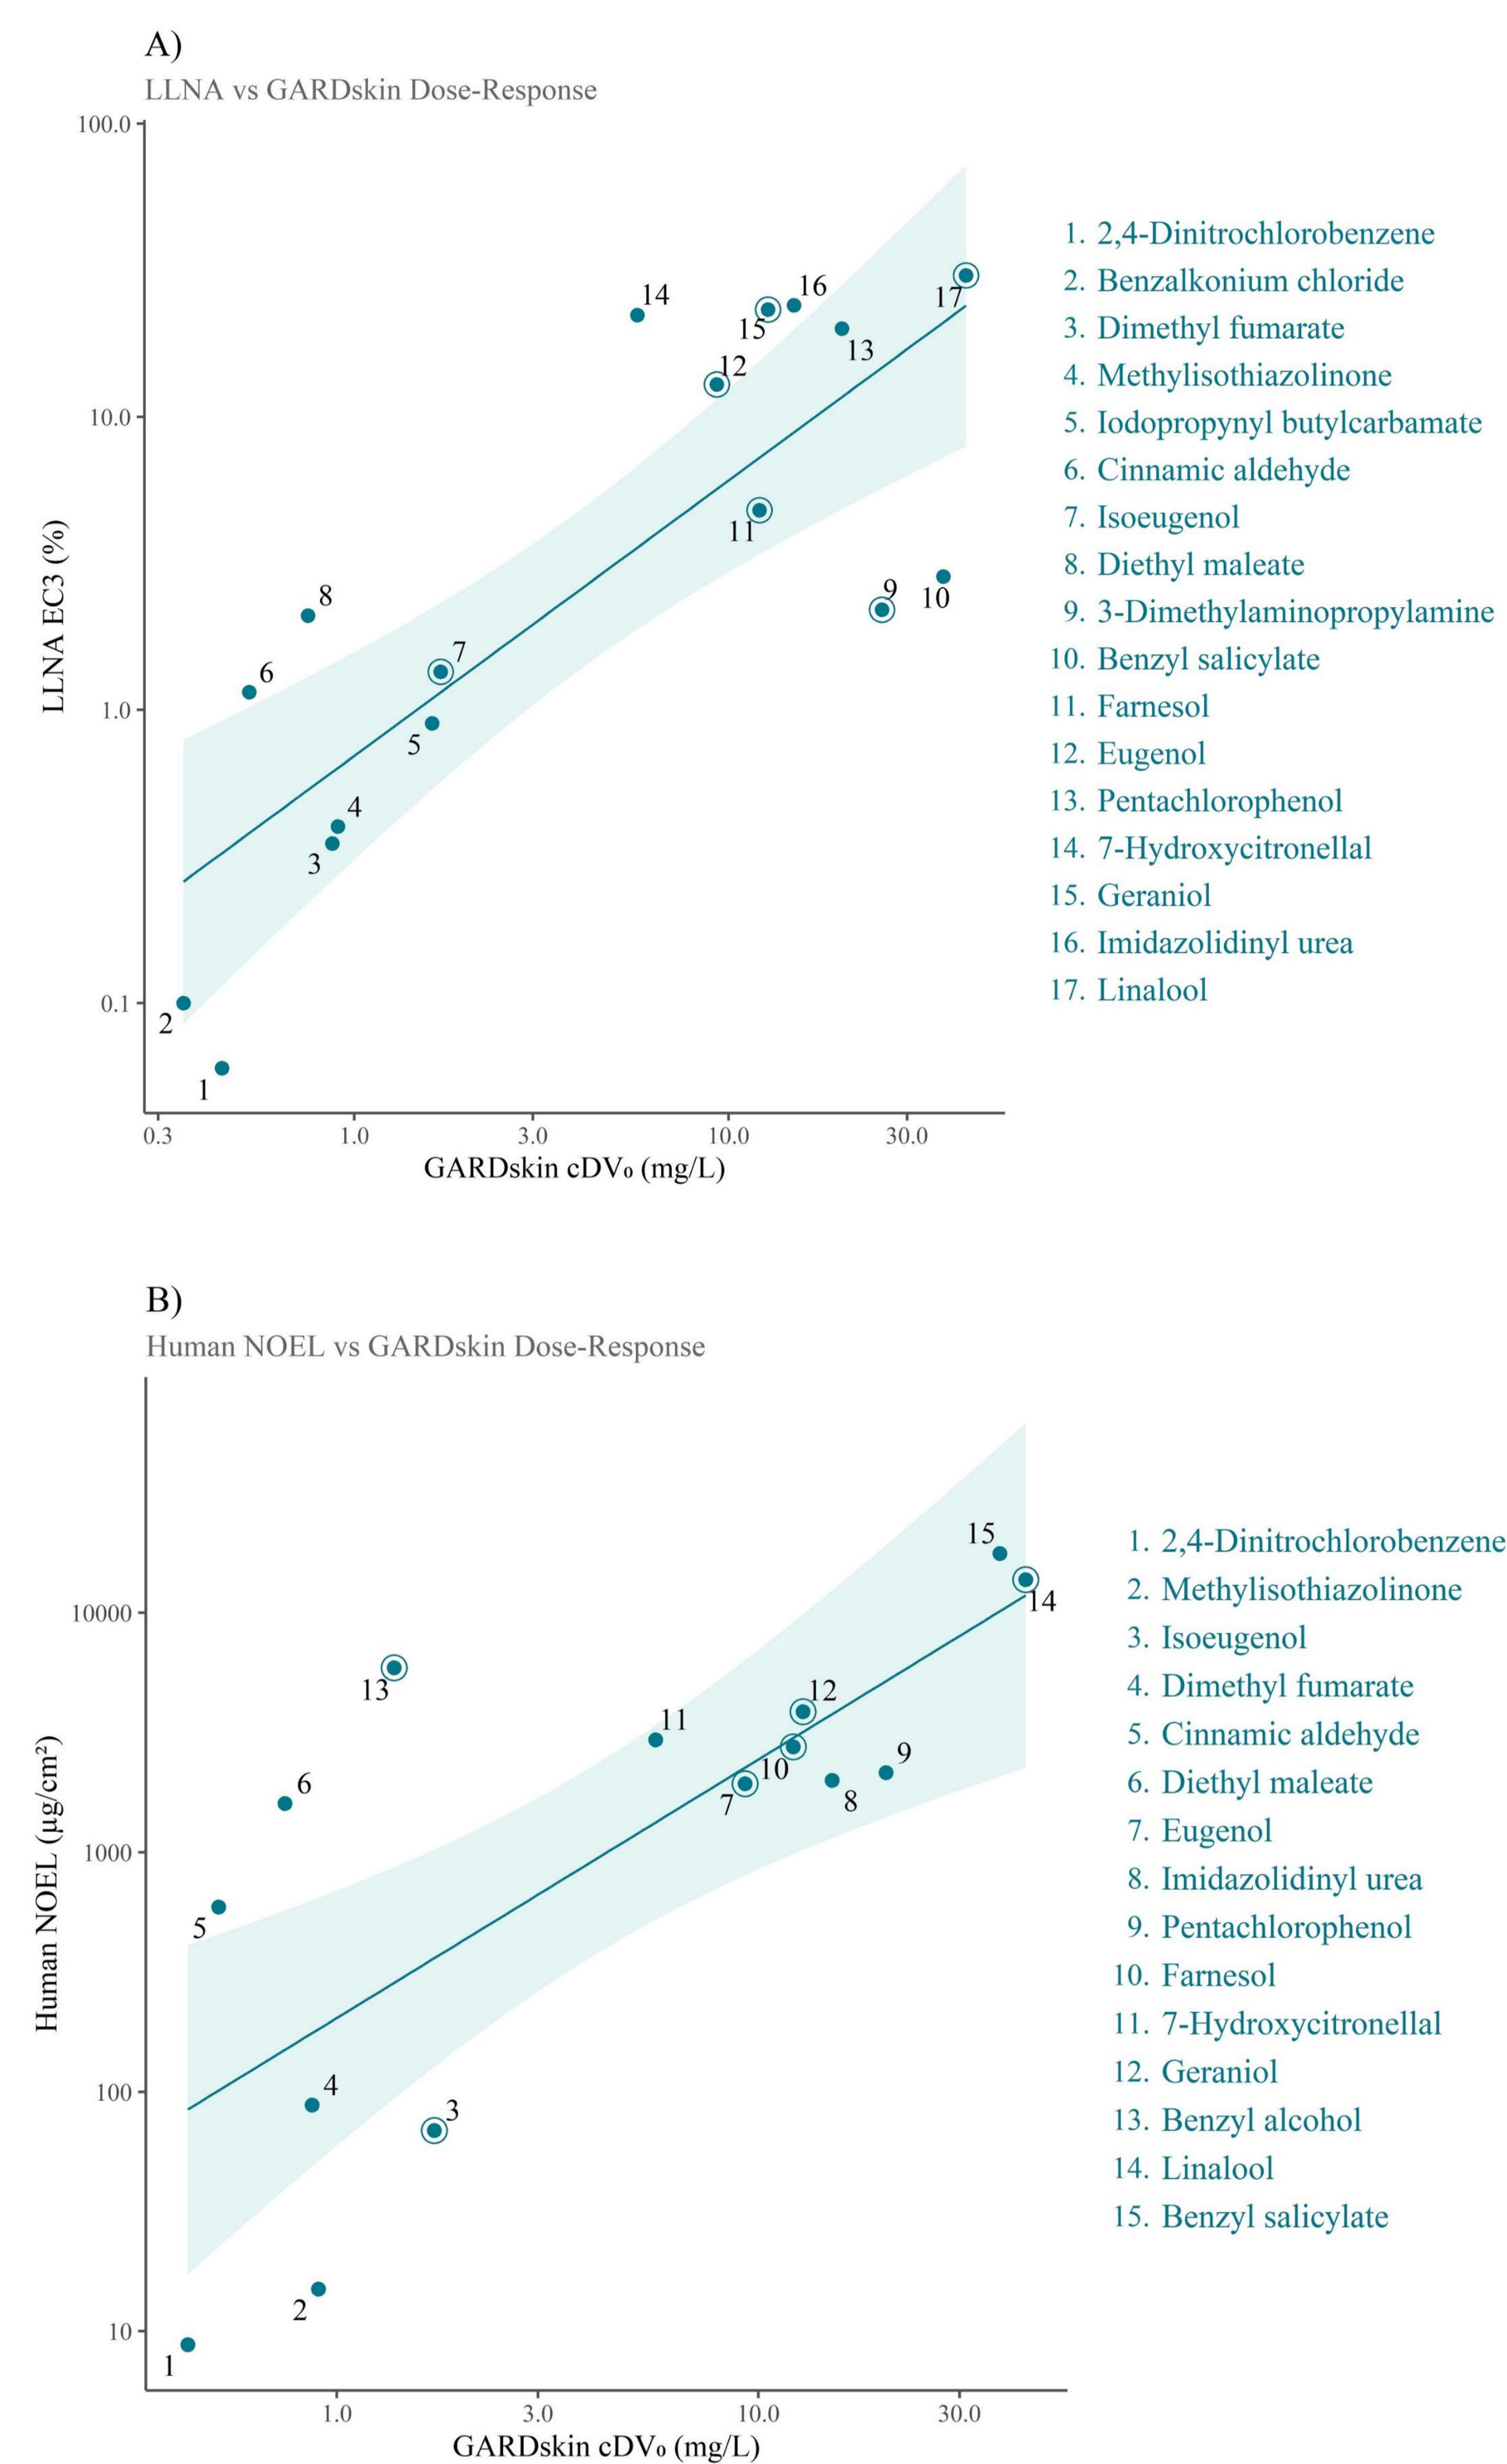 A)
LLNA vs GARDskin Dose-Response
100.0
10.0
1.0
0.1
LLNA EC3 (%)
14
16
15
13
17
12
11
9
10
8
7
6
5
4
3
2
1
0.3 1.0 3.0 10.0 30.0
GARDskin cDV₀ (mg/L)
1. 2,4-Dinitrochlorobenzene
2. Benzalkonium chloride
3. Dimethyl fumarate
4. Methylisothiazolinone
5. Iodopropynyl butylcarbamate
6. Cinnamic aldehyde
7. Isoeugenol
8. Diethyl maleate
9. 3-Dimethylaminopropylamine
10. Benzyl salicylate
11. Farnesol
12. Eugenol
13. Pentachlorophenol
14. 7-Hydroxycitronellal
15. Geraniol
16. Imidazolidinyl urea
17. Linalool
B)
Human NOEL vs GARDskin Dose-Response
10000
1000
100
10
Human NOEL (µg/cm²)
15
14
13
12
11
10
9
8
7
6
5
4
3
2
1
1.0 3.0 10.0 30.0
GARDskin cDV₀ (mg/L)
1. 2,4-Dinitrochlorobenzene
2. Methylisothiazolinone
3. Isoeugenol
4. Dimethyl fumarate
5. Cinnamic aldehyde
6. Diethyl maleate
7. Eugenol
8. Imidazolidinyl urea
9. Pentachlorophenol
10. Farnesol
11. 7-Hydroxycitronellal
12. Geraniol
13. Benzyl alcohol
14. Linalool
15. Benzyl salicylate